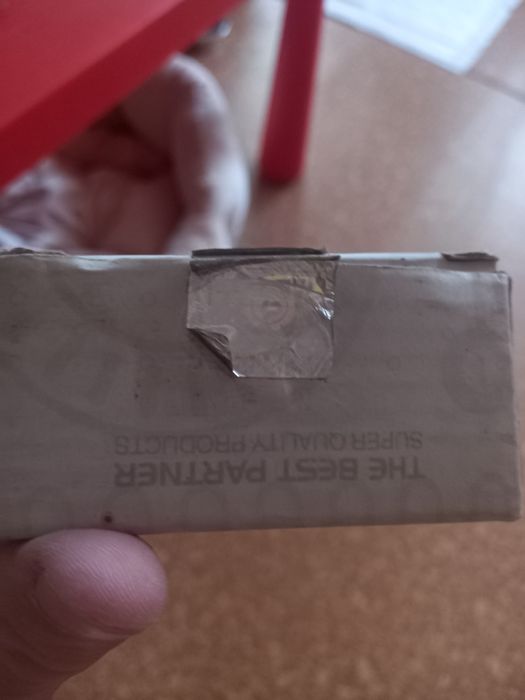 THE BEST PARTNER
SUPER QUALITY PRODUCTS